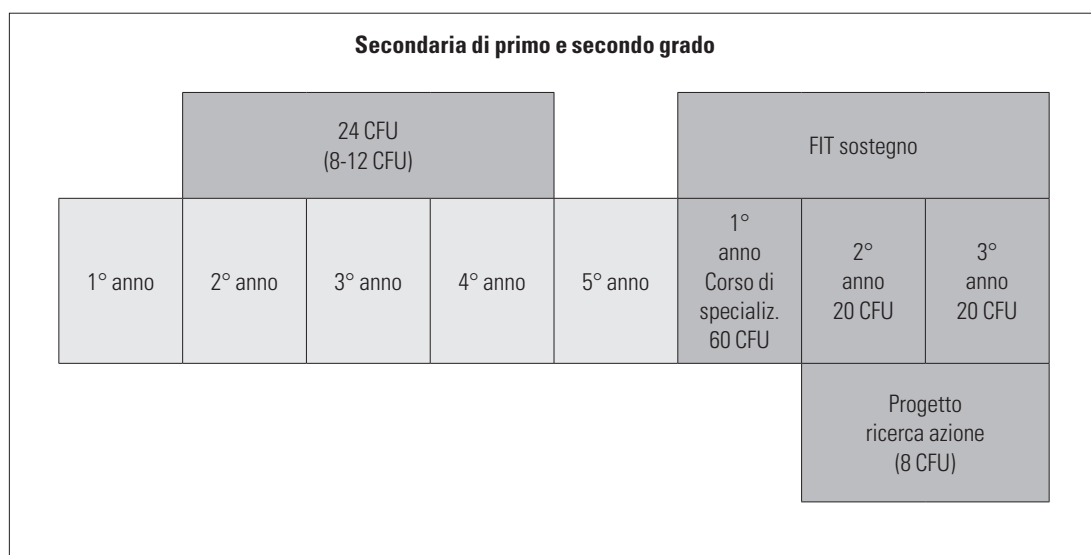 Secondaria di primo e secondo grado
24 CFU
(8-12 CFU)
FIT sostegno
1° anno
2° anno
3° anno
4° anno
5° anno
1°
anno
Corso di
specializ.
60 CFU
2°
anno
20 CFU
3°
anno
20 CFU
Progetto
ricerca azione
(8 CFU)